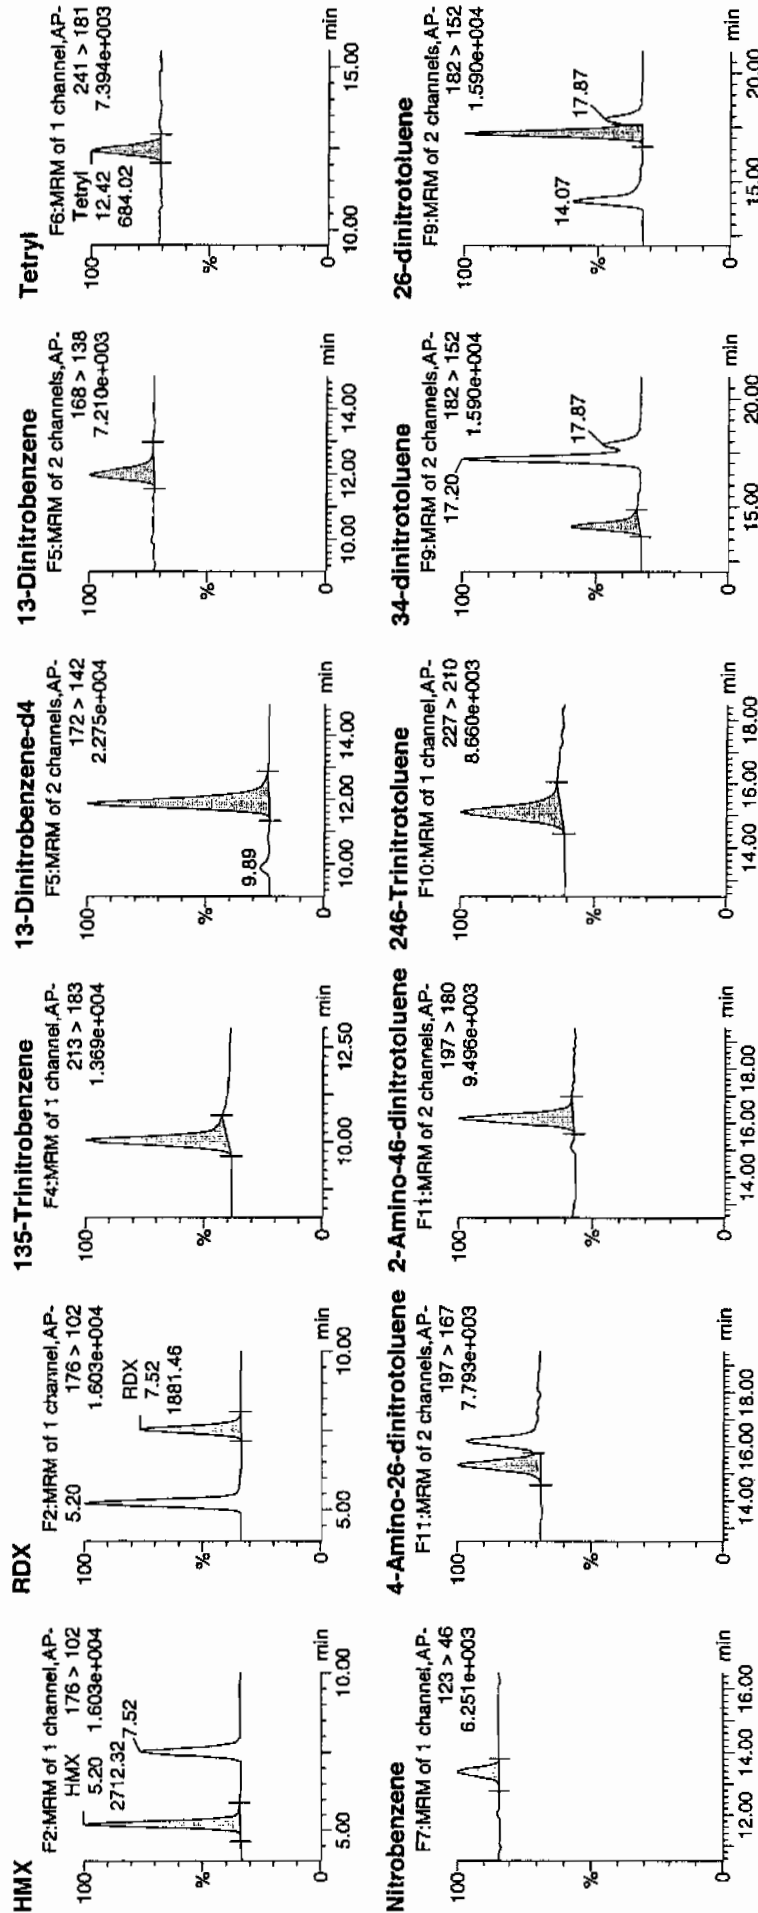 HMX
F2:MRM of 1 channel,AP-
176 > 102
HMX
1.603e+004
5.20
2712.32
7.52
100
%
0
5.00
10.00
min
RDX
F2:MRM of 1 channel,AP-
176 > 102
5.20
1.603e+004
RDX
7.52
1881.46
100
%
0
5.00
10.00
min
135-Trinitrobenzene
F4:MRM of 1 channel,AP-
213 > 183
1.369e+004
100
%
0
10.00
12.50
min
13-Dinitrobenzene-d4
F5:MRM of 2 channels,AP-
172 > 142
2.275e+004
9.89
100
%
0
10.00
12.00
14.00
min
13-Dinitrobenzene
F5:MRM of 2 channels,AP-
168 > 138
7.210e+003
100
%
0
10.00
12.00
14.00
min
Tetryl
F6:MRM of 1 channel,AP-
Tetryl
241 > 181
12.42
7.394e+003
684.02
100
%
0
10.00
15.00
min
Nitrobenzene
F7:MRM of 1 channel,AP-
123 > 46
6.251e+003
100
%
0
12.00
14.00
16.00
min
4-Amino-26-dinitrotoluene
F11:MRM of 2 channels,AP-
197 > 167
7.793e+003
100
%
0
14.00
16.00
18.00
min
2-Amino-46-dinitrotoluene
F11:MRM of 2 channels,AP-
197 > 180
9.496e+003
100
%
0
14.00
16.00
18.00
min
246-Trinitrotoluene
F10:MRM of 1 channel,AP-
227 > 210
8.660e+003
100
%
0
14.00
16.00
18.00
min
34-dinitrotoluene
F9:MRM of 2 channels,AP-
182 > 152
17.20
1.590e+004
17.87
100
%
0
15.00
20.00
min
26-dinitrotoluene
F9:MRM of 2 channels,AP-
182 > 152
1.590e+004
14.07
17.87
100
%
0
15.00
20.00
min